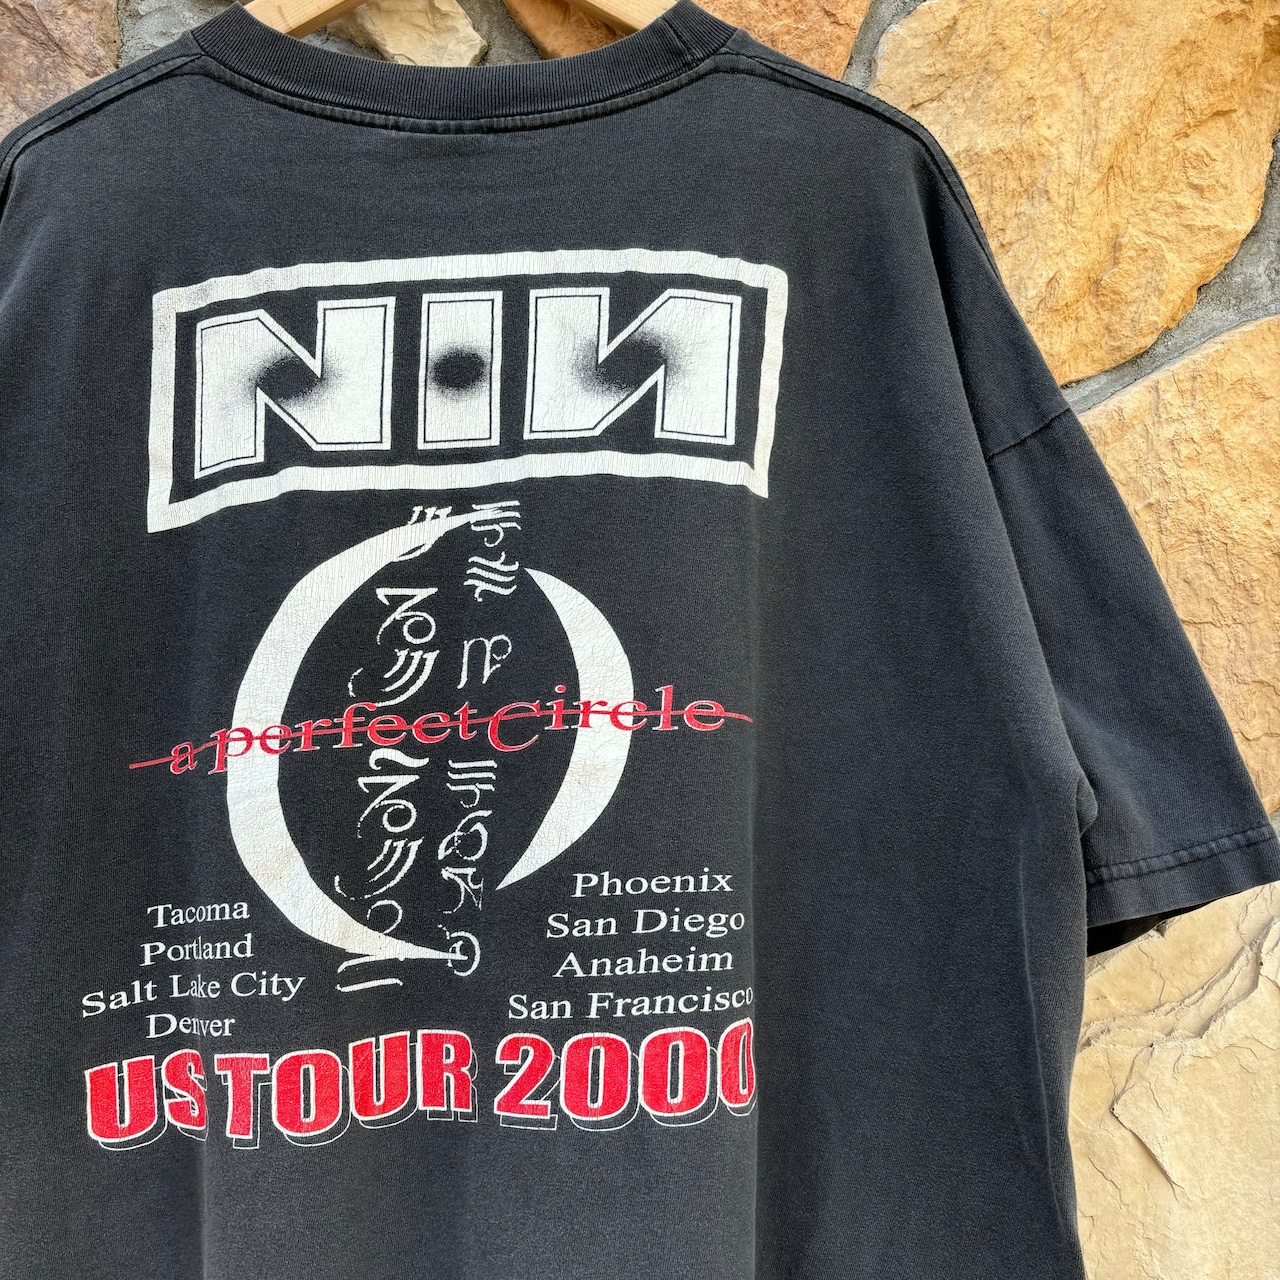 NIN
a perfect Circle
Tacoma
Portland
Salt Lake City
Denver
Phoenix
San Diego
Anaheim
San Francisco
US TOUR 2000